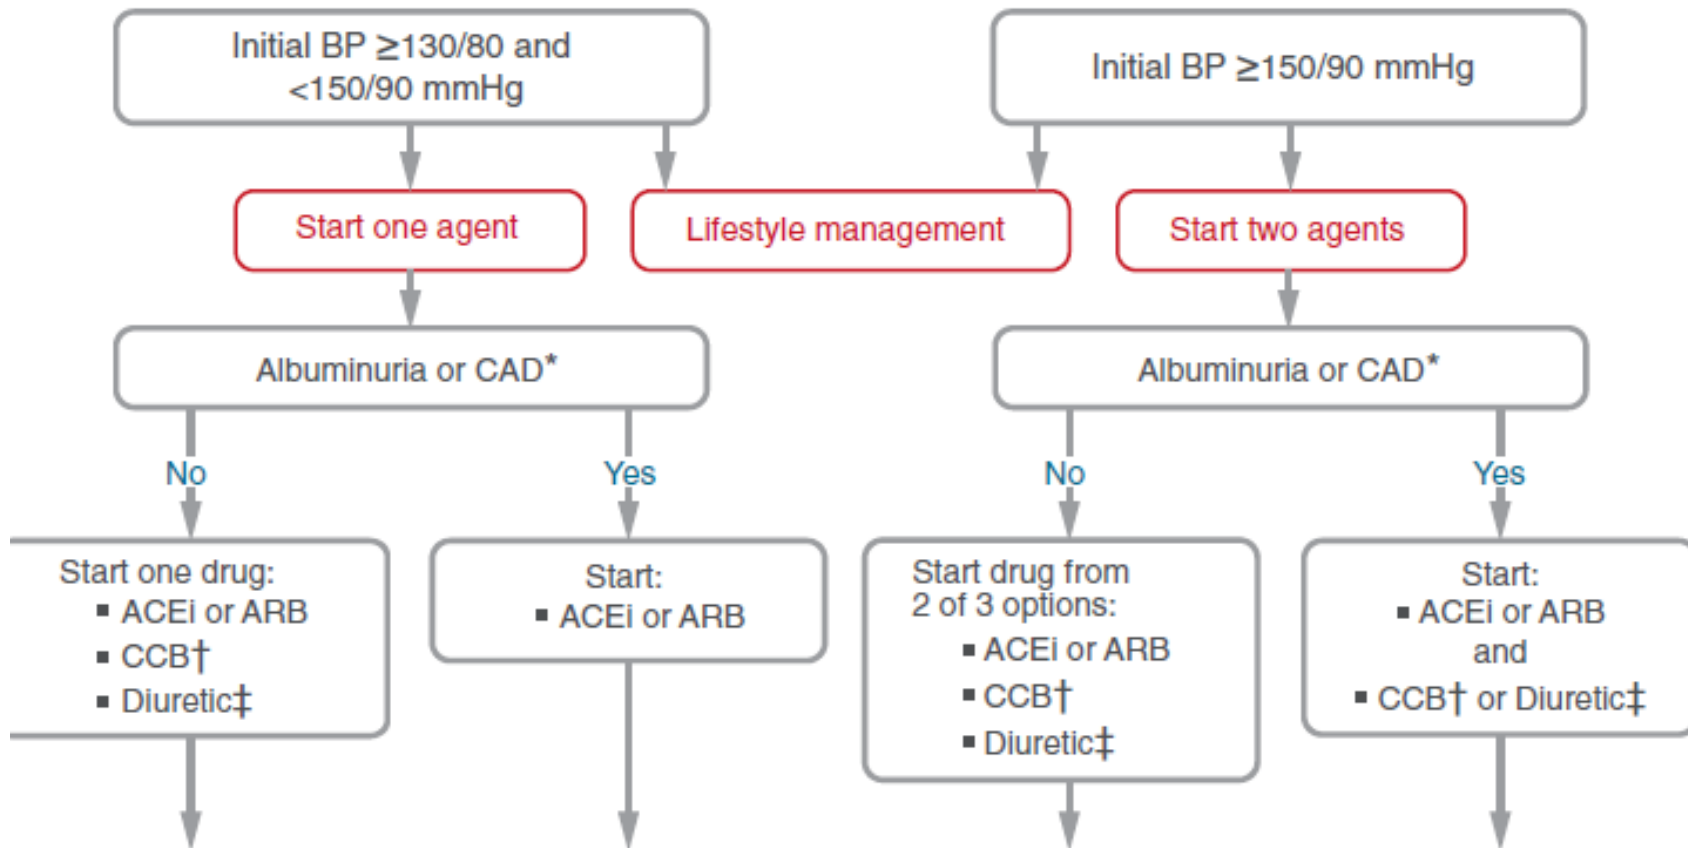 Initial BP ≥130/80 and
<150/90 mmHg
Initial BP ≥150/90 mmHg
Start one agent
Lifestyle management
Start two agents
Albuminuria or CAD*
Albuminuria or CAD*
No
Yes
No
Yes
Start one drug:
▪ ACEi or ARB
▪ CCB†
▪ Diuretic‡
Start:
▪ ACEi or ARB
Start drug from
2 of 3 options:
▪ ACEi or ARB
▪ CCB†
▪ Diuretic‡
Start:
▪ ACEi or ARB
and
▪ CCB† or Diuretic‡